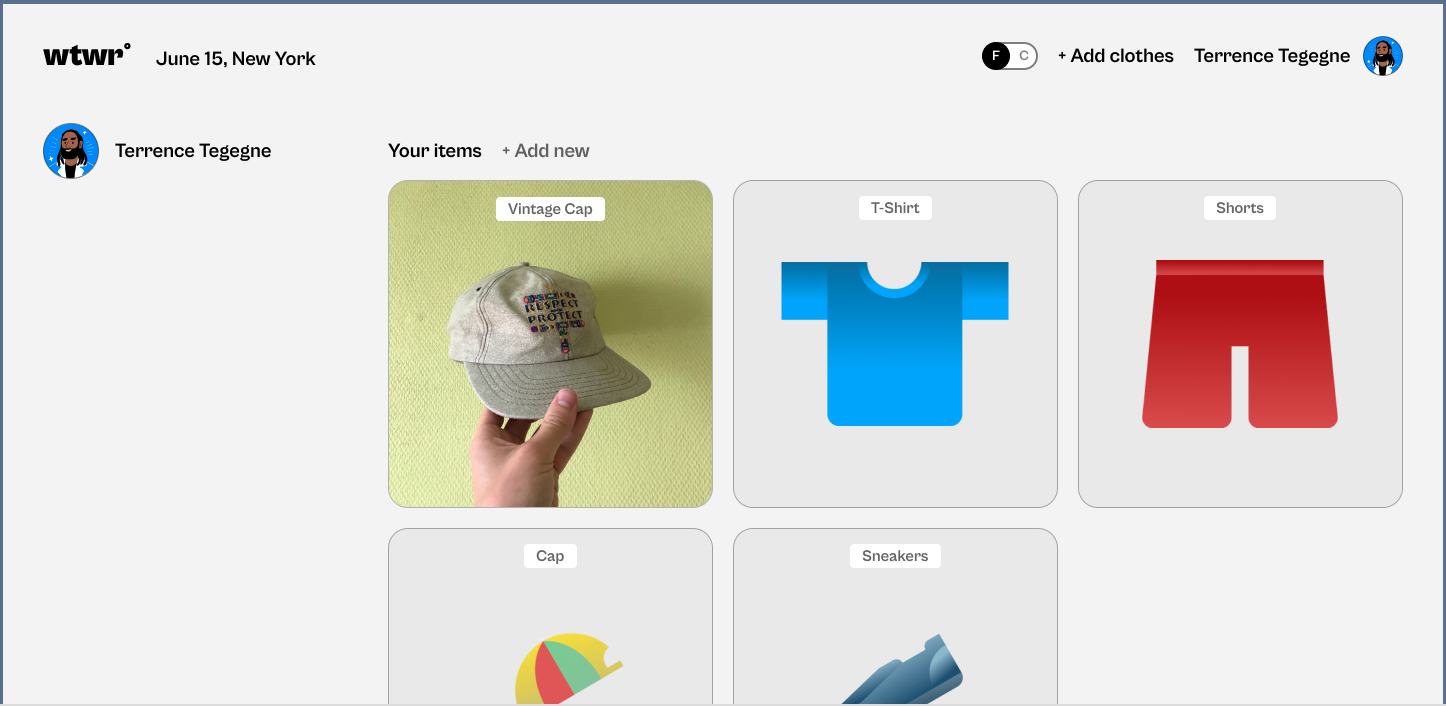 wtwr°
June 15, New York
F C
+ Add clothes
Terrence Tegegne
Terrence Tegegne
Your items
+ Add new
Vintage Cap
RESPECT
PROTECT
T-Shirt
Shorts
Cap
Sneakers